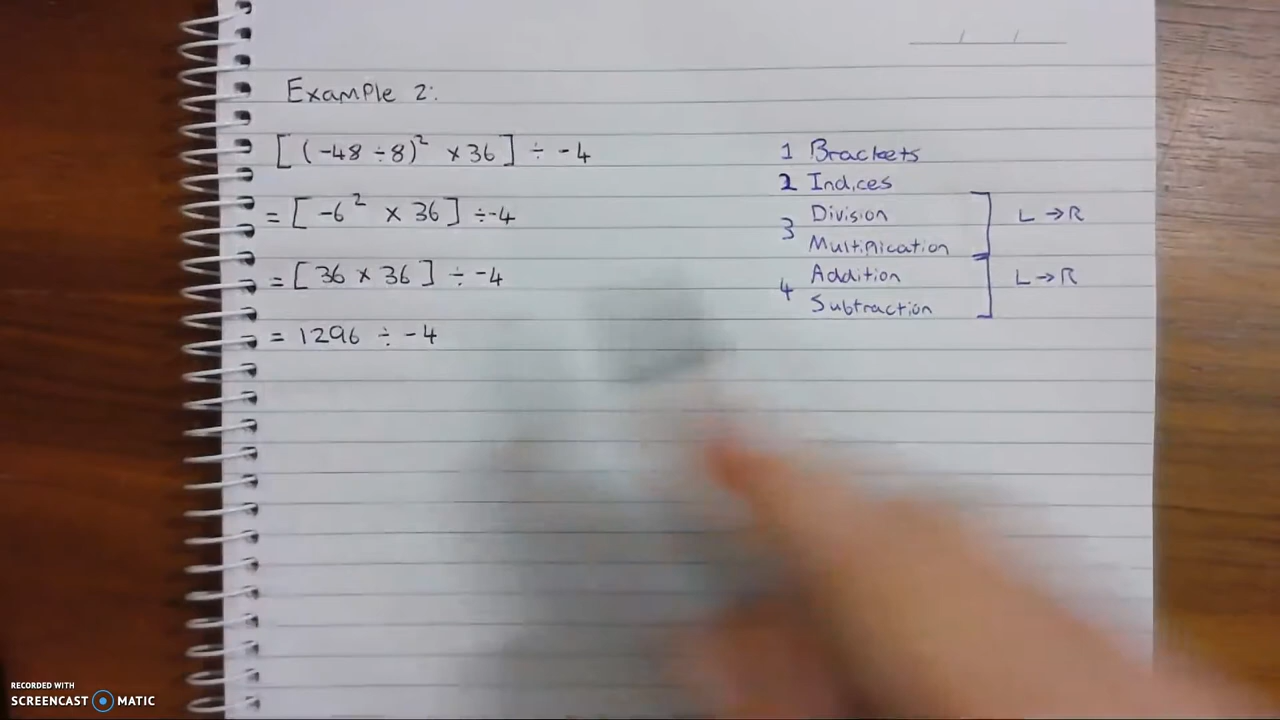 Example 2:
[(-48 ÷ 8)² × 36] ÷ -4
= [-6² × 36] ÷ -4
= [36 × 36] ÷ -4
= 1296 ÷ -4
1 Brackets
2 Indices
3 Division
Multiplication
L → R
4 Addition
Subtraction
L → R
RECORDED WITH
SCREENCAST MATIC